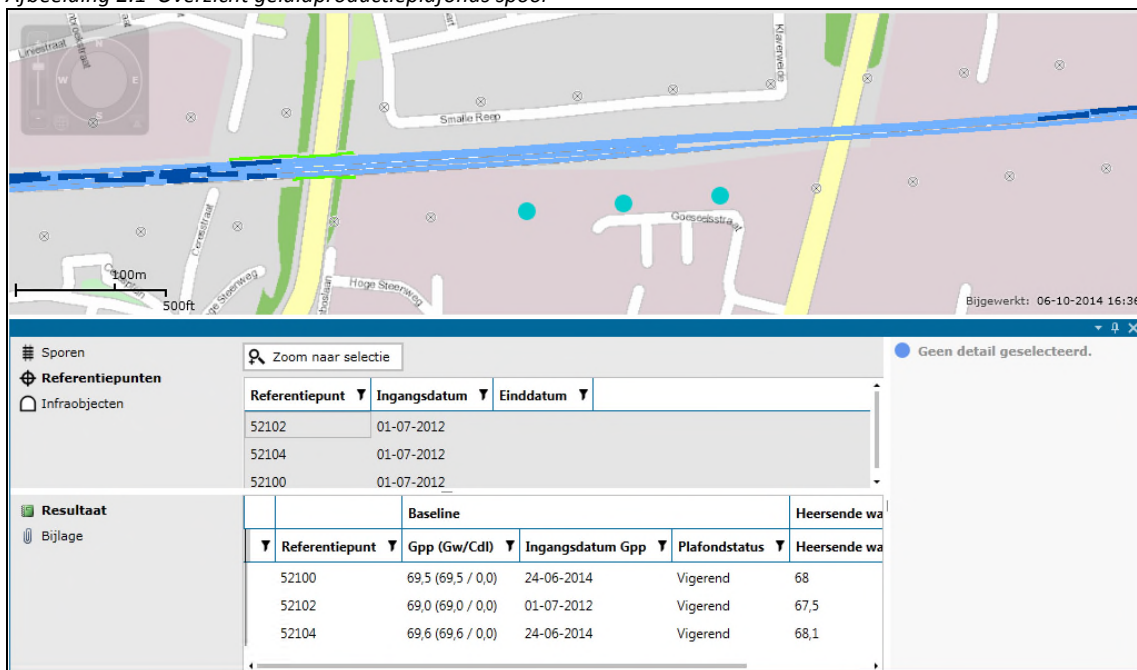 Afbeelding 2.1 Overzicht geluidproductieplafonds spoor
Liniestraat
N
W
E
S
Klaverweide
Smalle Reep
Ceresstraat
Goeseelsstraat
Hoge Steenweg
100m
500ft
Bijgewerkt: 06-10-2014 16:36
Sporen
Referentiepunten
Infraobjecten
Zoom naar selectie
Referentiepunt Ingangsdatum Einddatum
52102 01-07-2012
52104 01-07-2012
52100 01-07-2012
Geen detail geselecteerd.
Resultaat
Bijlage
Baseline Heersende wa
Referentiepunt Gpp (Gw/Cdl) Ingangsdatum Gpp Plafondstatus Heersende wa
52100 69,5 (69,5 / 0,0) 24-06-2014 Vigerend 68
52102 69,0 (69,0 / 0,0) 01-07-2012 Vigerend 67,5
52104 69,6 (69,6 / 0,0) 24-06-2014 Vigerend 68,1